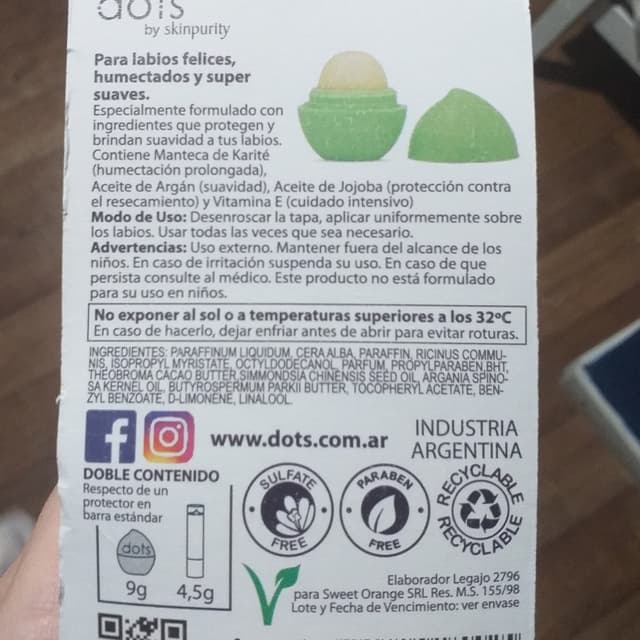 dots
by skinpurity
Para labios felices,
humectados y super
suaves.
Especialmente formulado con
ingredientes que protegen y
brindan suavidad a tus labios.
Contiene Manteca de Karité
(humectación prolongada),
Aceite de Argán (suavidad), Aceite de Jojoba (protección contra
el resecamiento) y Vitamina E (cuidado intensivo)
Modo de Uso: Desenroscar la tapa, aplicar uniformemente sobre
los labios. Usar todas las veces que sea necesario.
Advertencias: Uso externo. Mantener fuera del alcance de los
niños. En caso de irritación suspenda su uso. En caso de que
persista consulte al médico. Este producto no está formulado
para su uso en niños.
No exponer al sol o a temperaturas superiores a los 32ºC
En caso de hacerlo, dejar enfriar antes de abrir para evitar roturas.
INGREDIENTES: PARAFFINUM LIQUIDUM, CERA ALBA, PARAFFIN, RICINUS COMMU-
NIS, ISOPROPYL MYRISTATE, OCTYLDODECANOL, PARFUM, PROPYLPARABEN,BHT,
THEOBROMA CACAO BUTTER,SIMMONDSIA CHINENSIS SEED OIL, ARGANIA SPINO-
SA KERNEL OIL, BUTYROSPERMUM PARKII BUTTER, TOCOPHERYL ACETATE, BEN-
ZYL BENZOATE, D-LIMONENE, LINALOOL.
www.dots.com.ar
INDUSTRIA
ARGENTINA
DOBLE CONTENIDO
Respecto de un
protector en
barra estándar
dots
9g 4,5g
SULFATE
FREE
PARABEN
FREE
RECYCLABLE
RECYCLABLE
Elaborador Legajo 2796
para Sweet Orange SRL Res. M.S. 155/98
Lote y Fecha de Vencimiento: ver envase